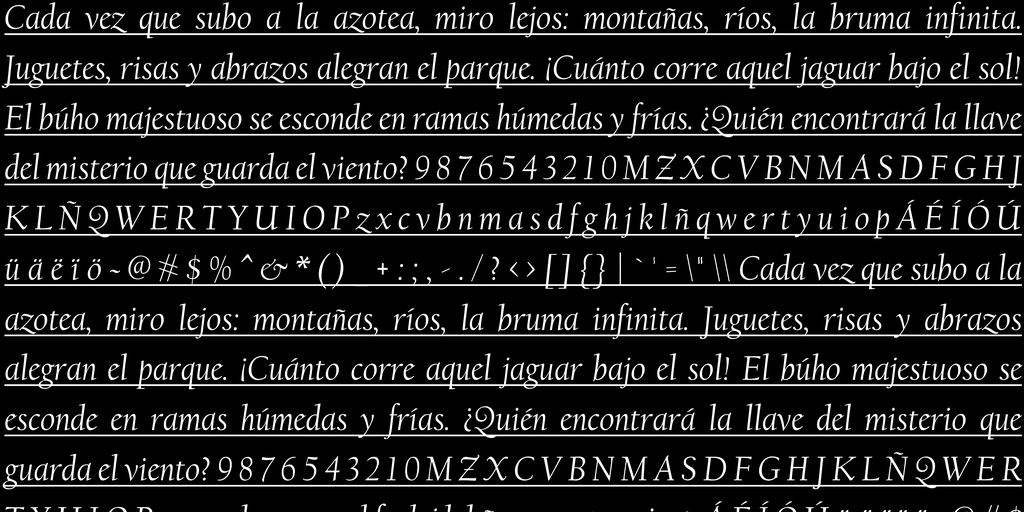 Cada vez que subo a la azotea, miro lejos: montañas, ríos, la bruma infinita.
Juguetes, risas y abrazos alegran el parque. ¡Cuánto corre aquel jaguar bajo el sol!
El búho majestuoso se esconde en ramas húmedas y frías. ¿Quién encontrará la llave
del misterio que guarda el viento? 9 8 7 6 5 4 3 2 1 0 M Z X C V B N M A S D F G H J
K L Ñ Q W E R T Y U I O P z x c v b n m a s d f g h j k l ñ q w e r t y u i o p Á É Í Ó Ú
ü ä ë ï ö ~ @ # $ % ^ & * ( ) _ + : ; , - . / ? < > [ ] { } | ` ' = \ " \\ Cada vez que subo a la
azotea, miro lejos: montañas, ríos, la bruma infinita. Juguetes, risas y abrazos
alegran el parque. ¡Cuánto corre aquel jaguar bajo el sol! El búho majestuoso se
esconde en ramas húmedas y frías. ¿Quién encontrará la llave del misterio que
guarda el viento? 9 8 7 6 5 4 3 2 1 0 M Z X C V B N M A S D F G H J K L Ñ Q W E R